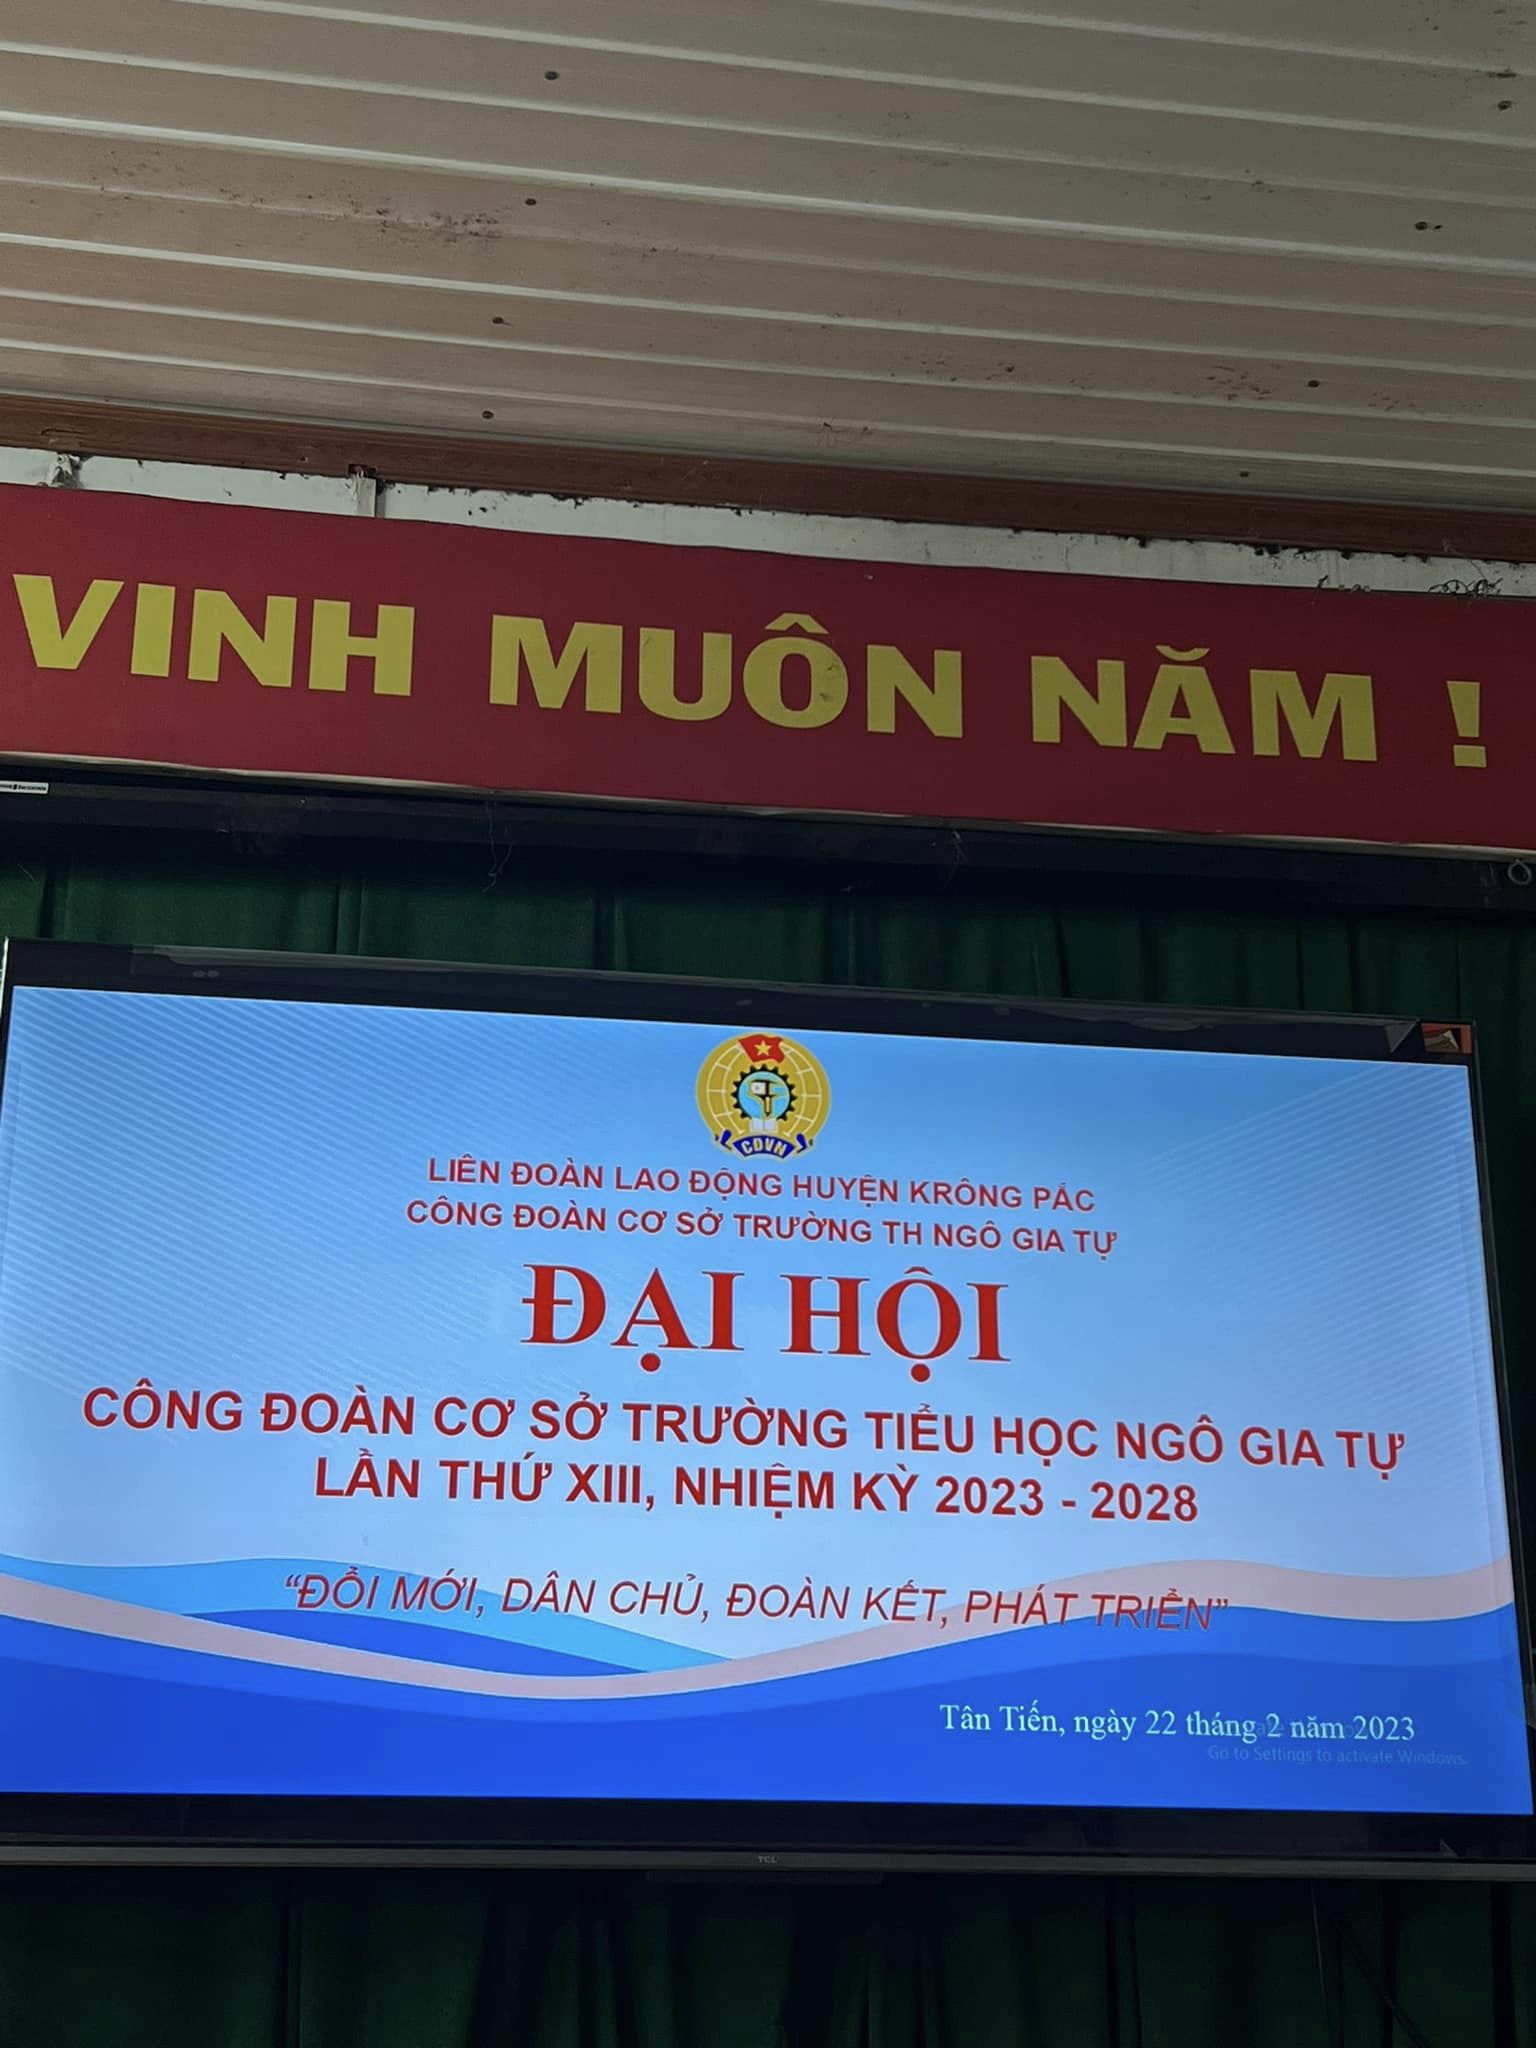 VINH MUÔN NĂM !
CĐVN
LIÊN ĐOÀN LAO ĐỘNG HUYỆN KRÔNG PẮC
CÔNG ĐOÀN CƠ SỞ TRƯỜNG TH NGÔ GIA TỰ
ĐẠI HỘI
CÔNG ĐOÀN CƠ SỞ TRƯỜNG TIỂU HỌC NGÔ GIA TỰ
LẦN THỨ XIII, NHIỆM KỲ 2023 - 2028
“ĐỔI MỚI, DÂN CHỦ, ĐOÀN KẾT, PHÁT TRIỂN”
Tân Tiến, ngày 22 tháng 2 năm 2023
Go to Settings to activate Windows.
TCL